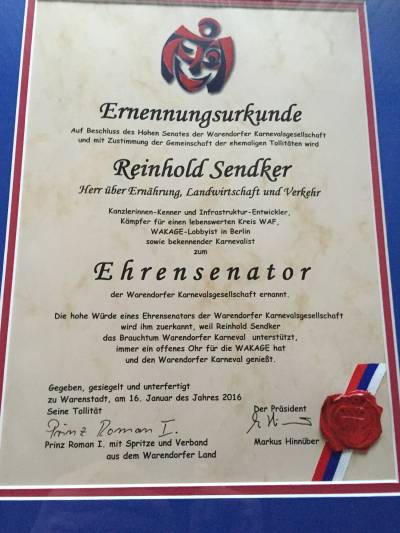 Ernennungsurkunde
Auf Beschluss des Hohen Senates der Warendorfer Karnevalsgesellschaft
und mit Zustimmung der Gemeinschaft der ehemaligen Tollitäten wird
Reinhold Sendker
Herr über Ernährung, Landwirtschaft und Verkehr
Kanzlerinnen-Kenner und Infrastruktur-Entwickler,
Kämpfer für einen lebenswerten Kreis WAF,
WAKAGE-Lobbyist in Berlin
sowie bekennender Karnevalist
zum
Ehrensenator
der Warendorfer Karnevalsgesellschaft ernannt.
Die hohe Würde eines Ehrensenators der Warendorfer Karnevalsgesellschaft
wird ihm zuerkannt, weil Reinhold Sendker
das Brauchtum Warendorfer Karneval unterstützt,
immer ein offenes Ohr für die WAKAGE hat
und den Warendorfer Karneval genießt.
Gegeben, gesiegelt und unterfertigt
zu Warenstadt, am 16. Januar des Jahres 2016
Seine Tollität
Prinz Roman I.
Prinz Roman I. mit Spritze und Verband
aus dem Warendorfer Land
Der Präsident
Markus Hinnüber